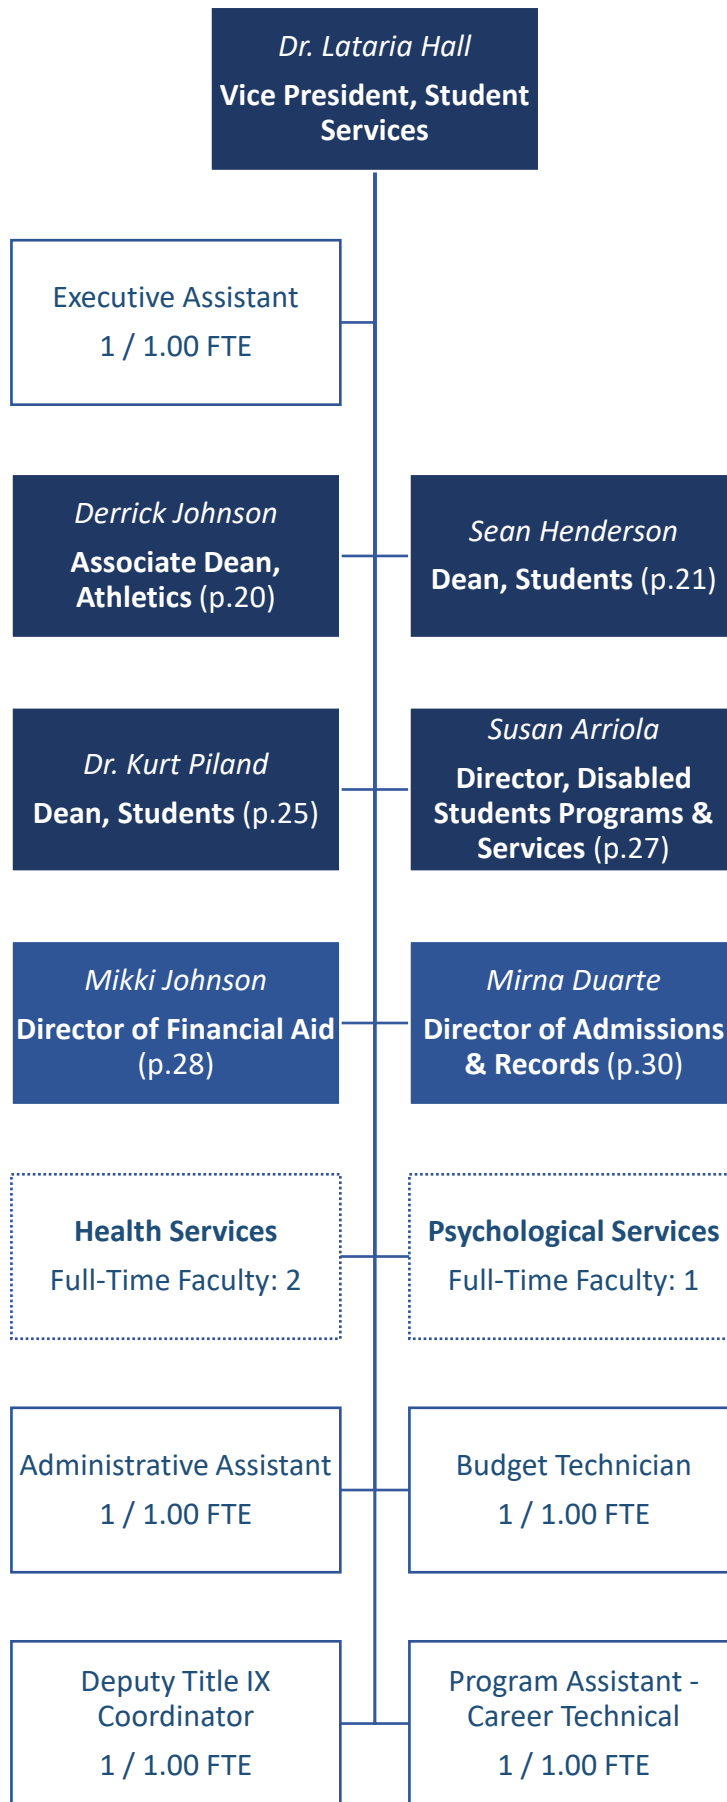 Dr. Lataria Hall
Vice President, Student
Services
Executive Assistant
1 / 1.00 FTE
Derrick Johnson
Associate Dean,
Athletics (p.20)
Sean Henderson
Dean, Students (p.21)
Dr. Kurt Piland
Dean, Students (p.25)
Susan Arriola
Director, Disabled
Students Programs &
Services (p.27)
Mikki Johnson
Director of Financial Aid
(p.28)
Mirna Duarte
Director of Admissions
& Records (p.30)
Health Services
Full-Time Faculty: 2
Psychological Services
Full-Time Faculty: 1
Administrative Assistant
1 / 1.00 FTE
Budget Technician
1 / 1.00 FTE
Deputy Title IX
Coordinator
1 / 1.00 FTE
Program Assistant -
Career Technical
1 / 1.00 FTE